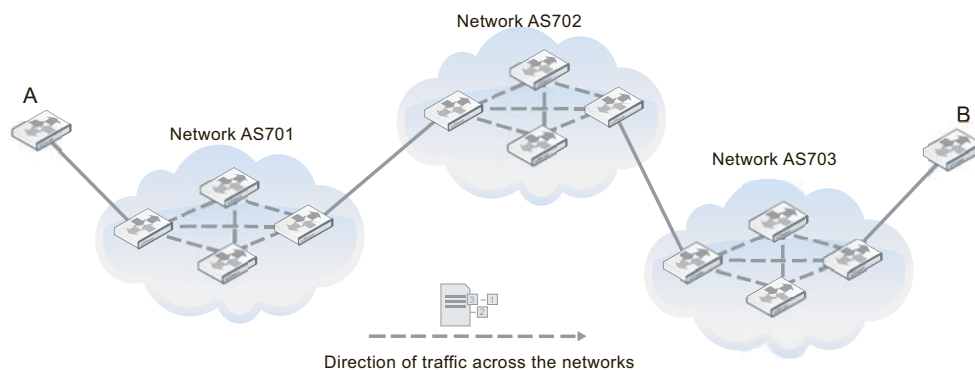 Network AS702
A
B
Network AS701
Network AS703
3
1
2
Direction of traffic across the networks